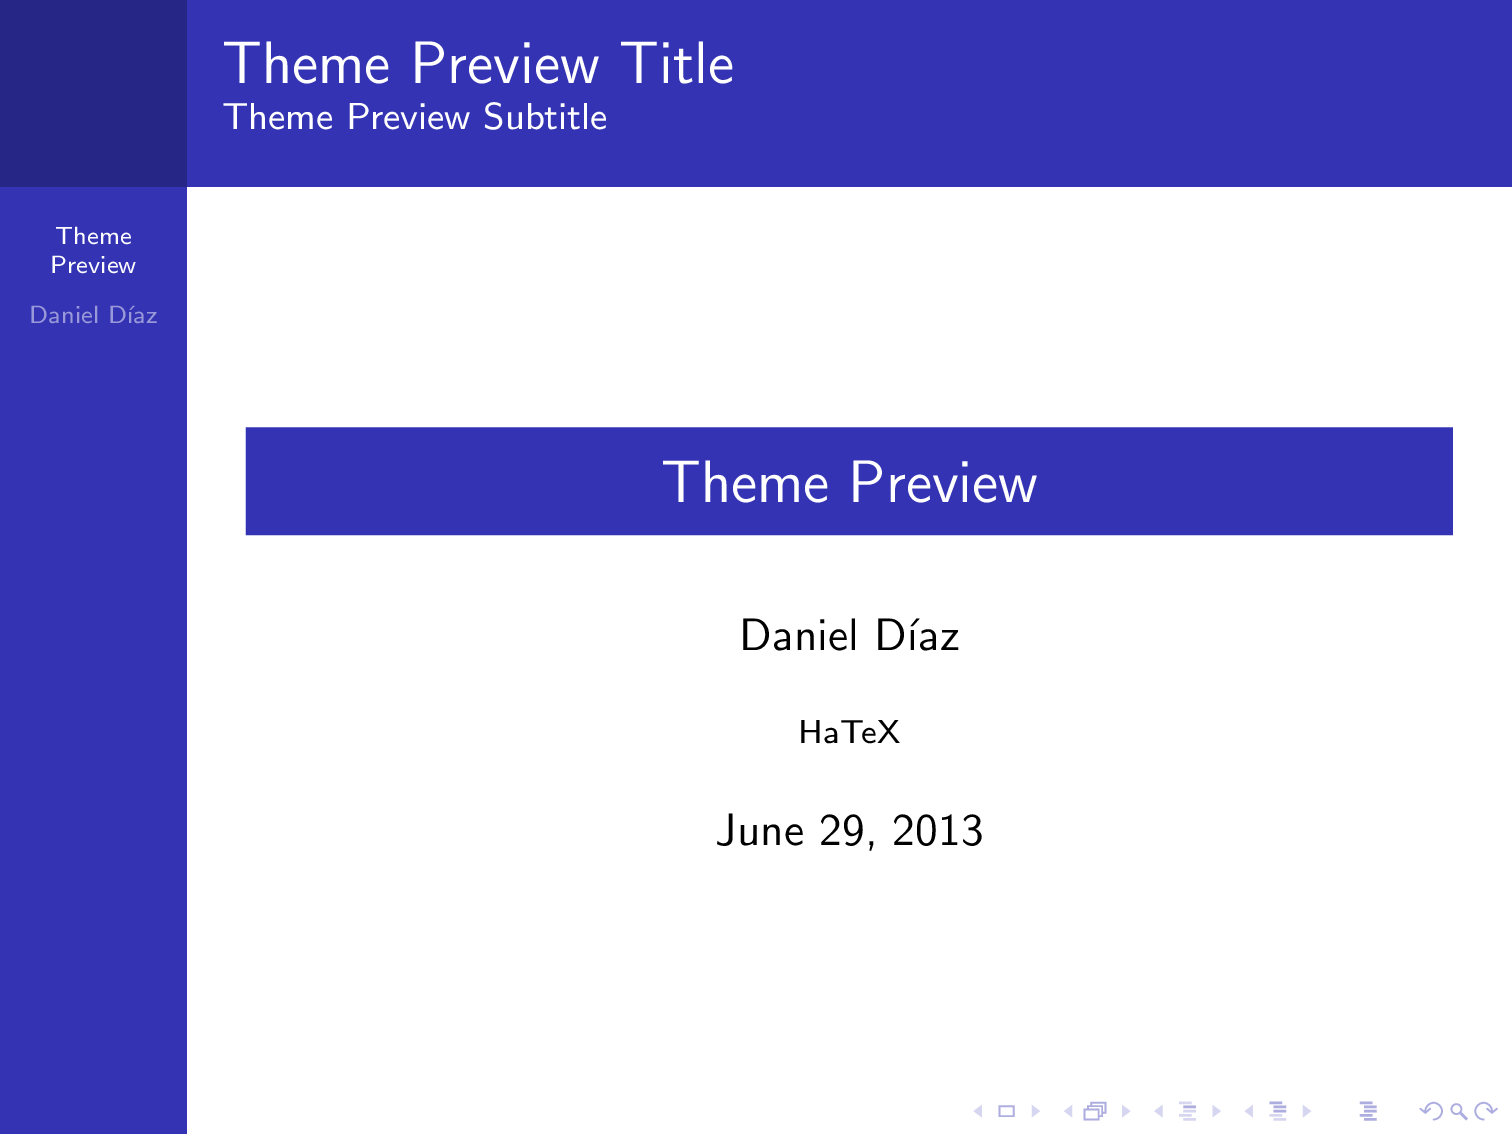 Theme Preview Title
Theme Preview Subtitle
Theme
Preview
Daniel Díaz
Theme Preview
Daniel Díaz
HaTeX
June 29, 2013